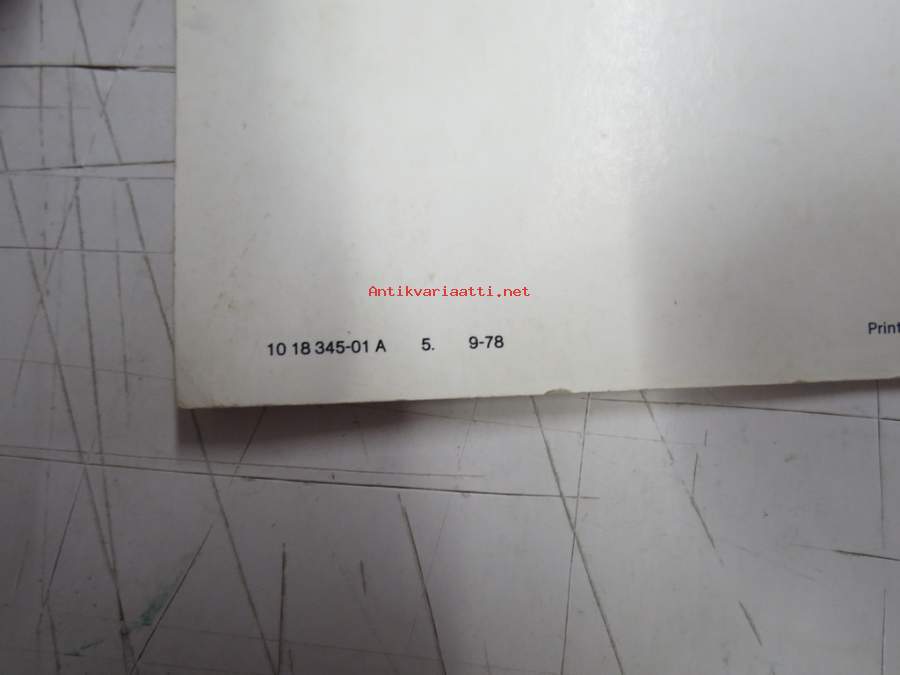 Antikvariaatti.net
10 18 345-01 A 5. 9-78
Print